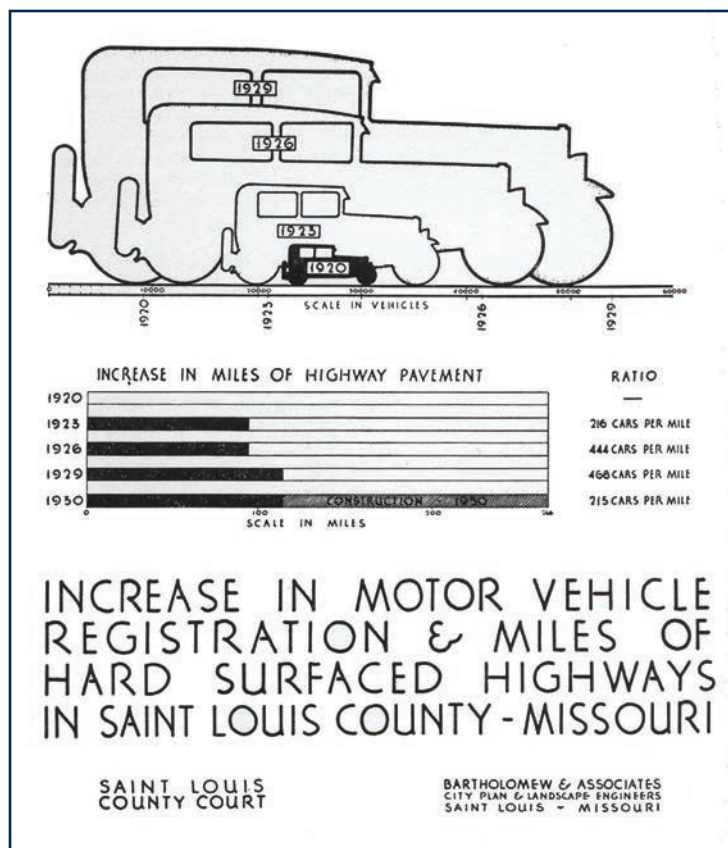 1929
1926
1923
1920
0 10000 20000 30000 40000 50000 60000
SCALE IN VEHICLES
1920 1923 1926 1929
INCREASE IN MILES OF HIGHWAY PAVEMENT RATIO
1920 —
1923 216 CARS PER MILE
1926 444 CARS PER MILE
1929 468 CARS PER MILE
1930 CONSTRUCTION - 1930 215 CARS PER MILE
0 100 200
SCALE IN MILES
INCREASE IN MOTOR VEHICLE
REGISTRATION & MILES OF
HARD SURFACED HIGHWAYS
IN SAINT LOUIS COUNTY - MISSOURI
SAINT LOUIS
COUNTY COURT
BARTHOLOMEW & ASSOCIATES
CITY PLAN & LANDSCAPE ENGINEERS
SAINT LOUIS - MISSOURI